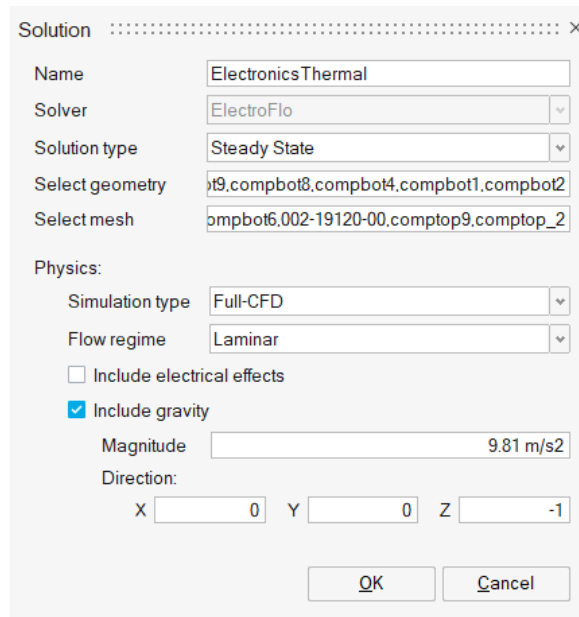 Solution
Name ElectronicsThermal
Solver ElectroFlo
Solution type Steady State
Select geometry ot9,compbot8,compbot4,compbot1,compbot2
Select mesh ompbot6,002-19120-00,comptop9,comptop_2
Physics:
Simulation type Full-CFD
Flow regime Laminar
Include electrical effects
Include gravity
Magnitude 9.81 m/s2
Direction:
X 0 Y 0 Z -1
OK Cancel